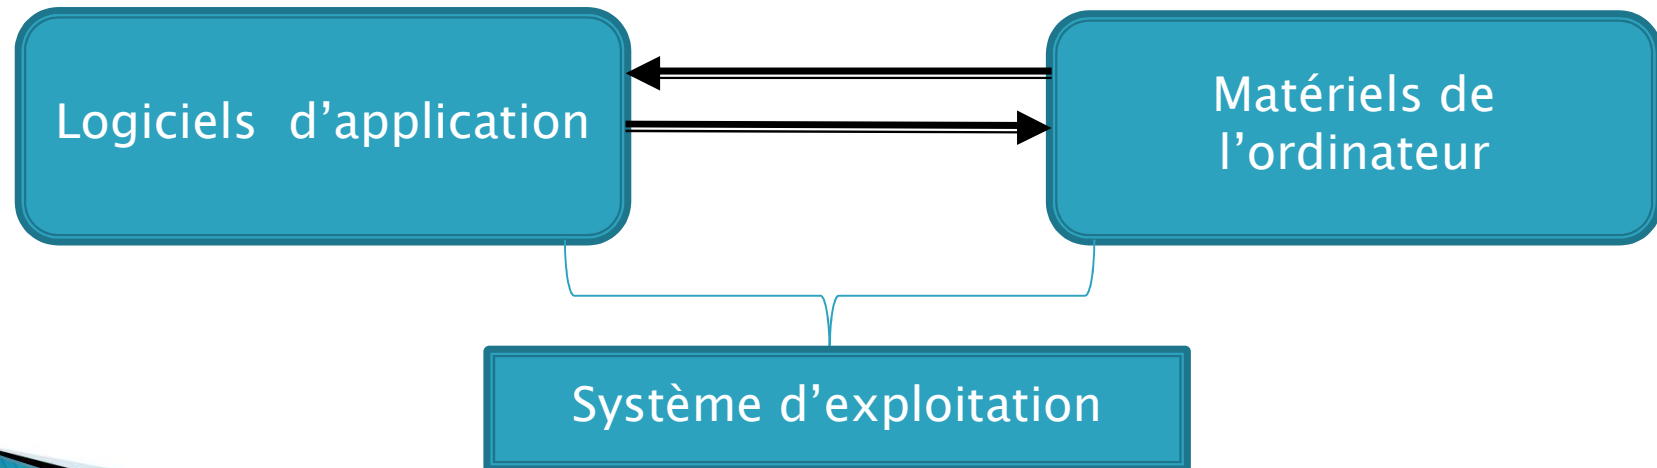 Logiciels d’application
Matériels de
l’ordinateur
Système d’exploitation